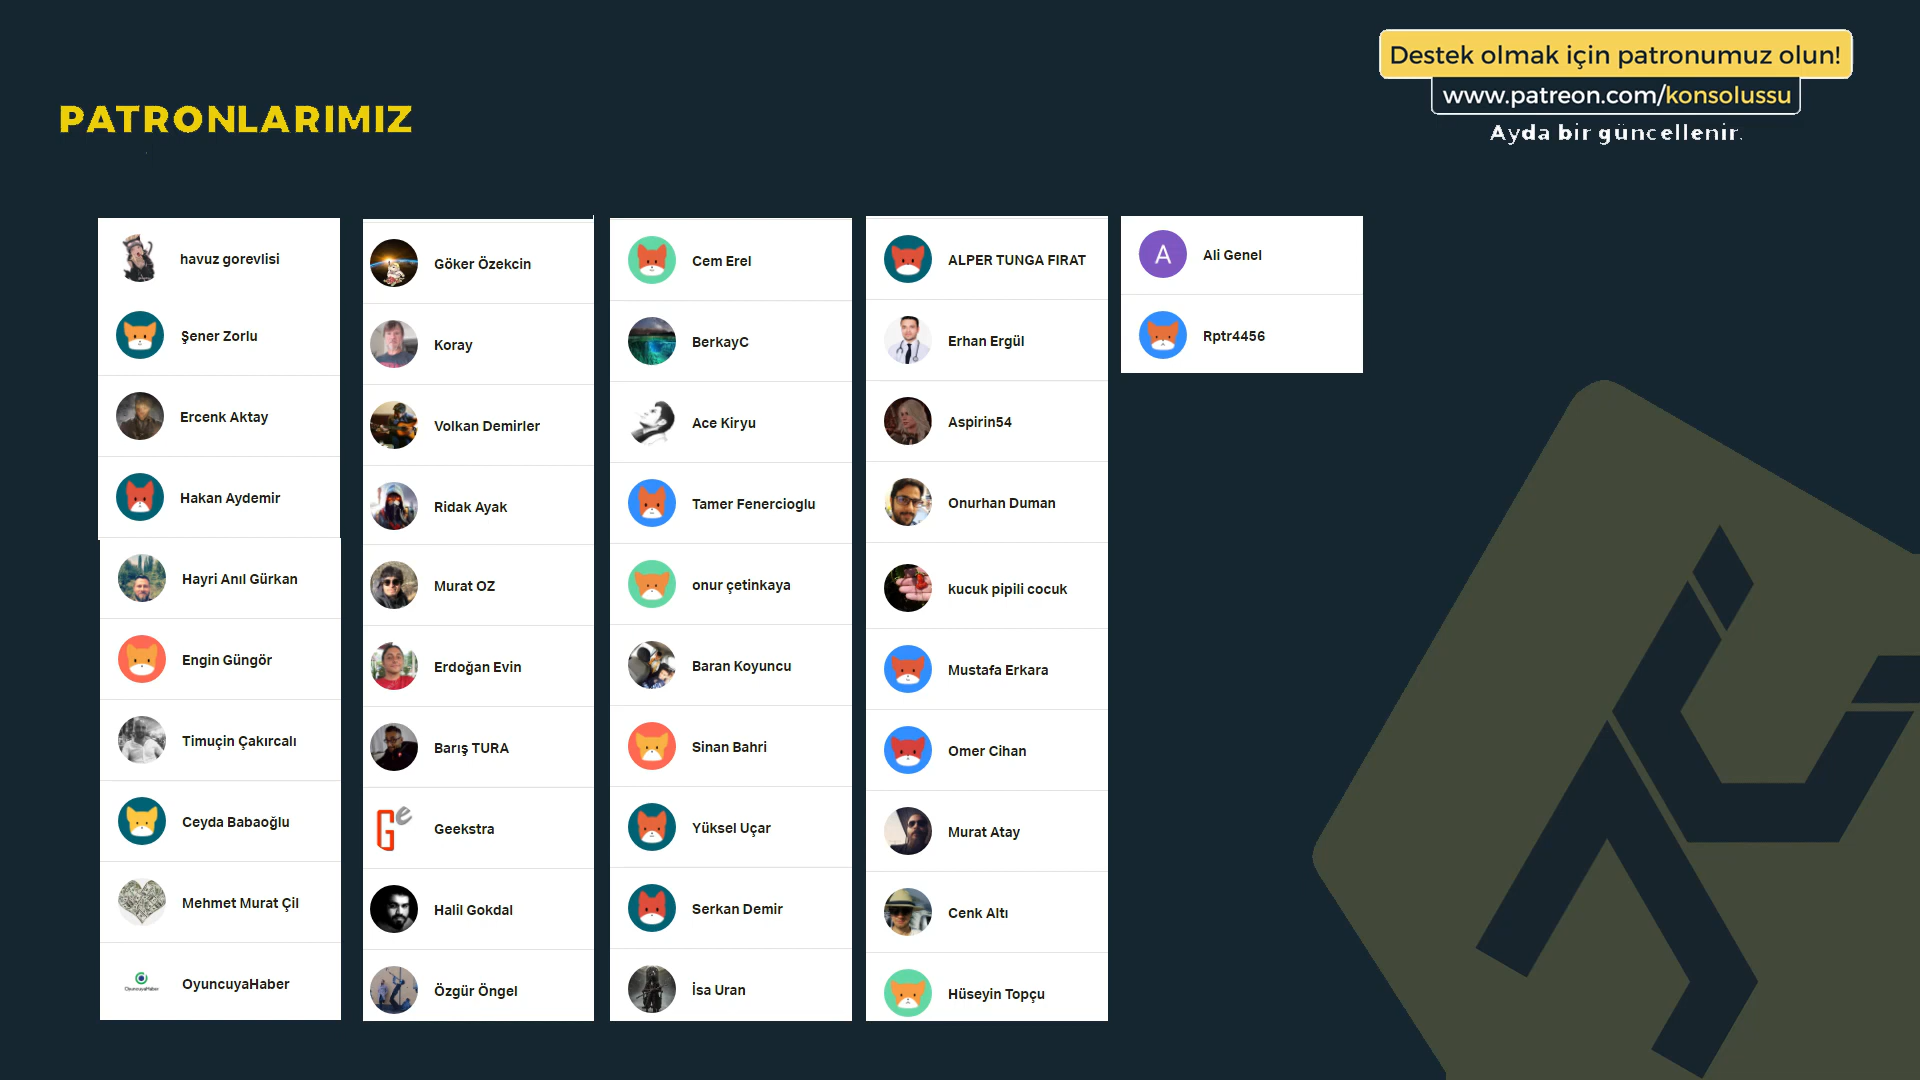 Destek olmak için patronumuz olun!
www.patreon.com/konsolussu
Ayda bir güncellenir.
PATRONLARIMIZ
havuz gorevlisi
Şener Zorlu
Ercenk Aktay
Hakan Aydemir
Hayri Anıl Gürkan
Engin Güngör
Timuçin Çakırcalı
Ceyda Babaoğlu
Mehmet Murat Çil
OyuncuyaHaber
OyuncuyaHaber
Göker Özekcin
Koray
Volkan Demirler
Ridak Ayak
Murat OZ
Erdoğan Evin
Barış TURA
Ge
Geekstra
Halil Gokdal
Özgür Öngel
Cem Erel
BerkayC
Ace Kiryu
Tamer Fenercioglu
onur çetinkaya
Baran Koyuncu
Sinan Bahri
Yüksel Uçar
Serkan Demir
İsa Uran
ALPER TUNGA FIRAT
Erhan Ergül
Aspirin54
Onurhan Duman
kucuk pipili cocuk
Mustafa Erkara
Omer Cihan
Murat Atay
Cenk Altı
Hüseyin Topçu
A
Ali Genel
Rptr4456